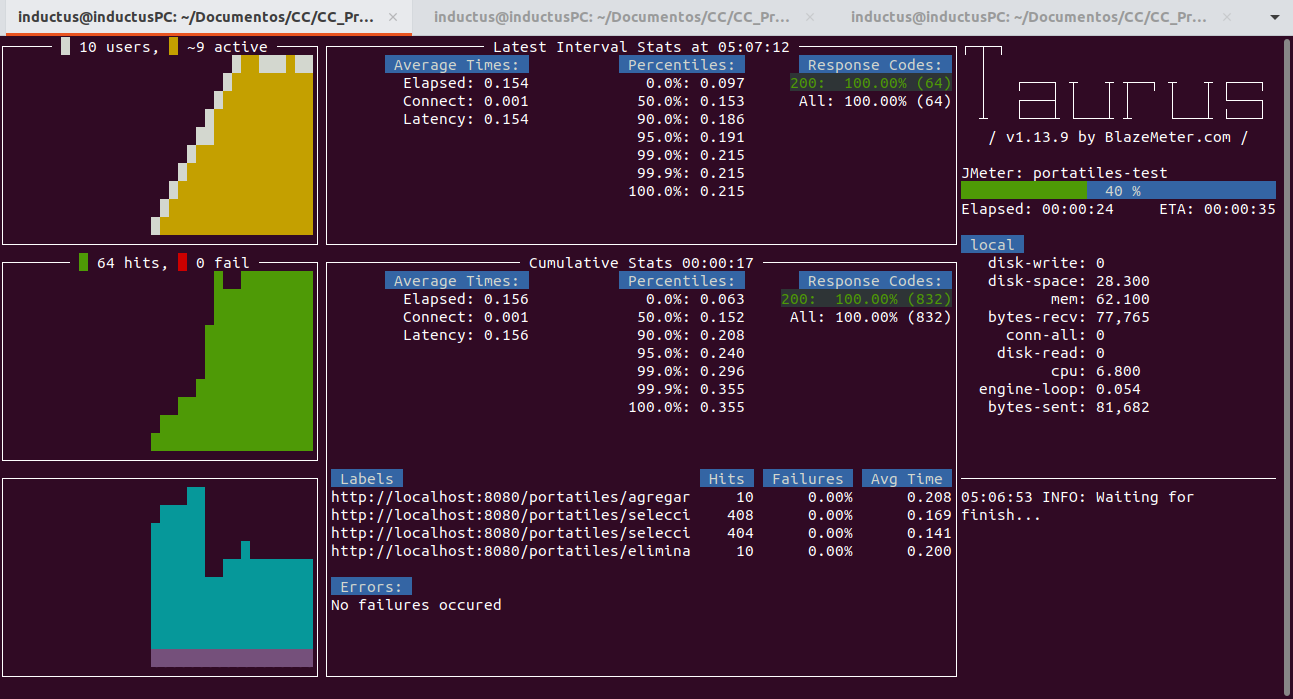 inductus@inductusPC: ~/Documentos/CC/CC_Pr... ×
inductus@inductusPC: ~/Documentos/CC/CC_Pr... ×
inductus@inductusPC: ~/Documentos/CC/CC_Pr... ×
10 users, ~9 active
64 hits, 0 fail
Latest Interval Stats at 05:07:12
Average Times: Percentiles: Response Codes:
Elapsed: 0.154 0.0%: 0.097 200: 100.00% (64)
Connect: 0.001 50.0%: 0.153 All: 100.00% (64)
Latency: 0.154 90.0%: 0.186
95.0%: 0.191
99.0%: 0.215
99.9%: 0.215
100.0%: 0.215
Cumulative Stats 00:00:17
Average Times: Percentiles: Response Codes:
Elapsed: 0.156 0.0%: 0.063 200: 100.00% (832)
Connect: 0.001 50.0%: 0.152 All: 100.00% (832)
Latency: 0.156 90.0%: 0.208
95.0%: 0.240
99.0%: 0.296
99.9%: 0.355
100.0%: 0.355
Labels Hits Failures Avg Time
http://localhost:8080/portatiles/agregar 10 0.00% 0.208
http://localhost:8080/portatiles/selecci 408 0.00% 0.169
http://localhost:8080/portatiles/selecci 404 0.00% 0.141
http://localhost:8080/portatiles/elimina 10 0.00% 0.200
Errors:
No failures occured
Taurus
/ v1.13.9 by BlazeMeter.com /
JMeter: portatiles-test
40 %
Elapsed: 00:00:24 ETA: 00:00:35
local
disk-write: 0
disk-space: 28.300
mem: 62.100
bytes-recv: 77,765
conn-all: 0
disk-read: 0
cpu: 6.800
engine-loop: 0.054
bytes-sent: 81,682
05:06:53 INFO: Waiting for
finish...